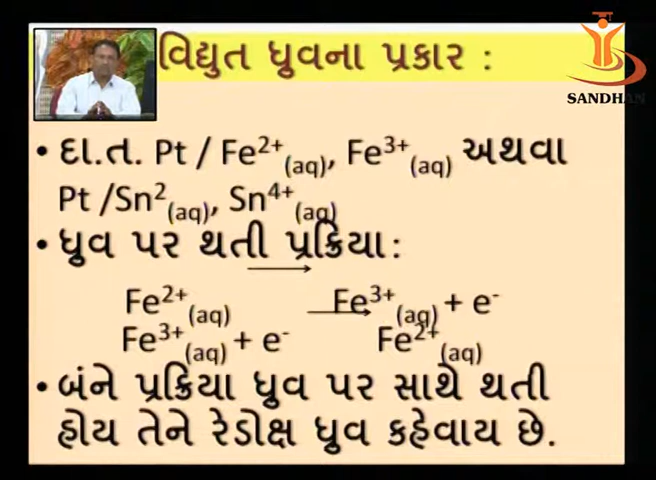 વિદ્યુત ધ્રુવના પ્રકાર :
SANDHAN
• દા.ત. Pt / Fe²⁺(aq), Fe³⁺(aq) અથવા
Pt /Sn²(aq), Sn⁴⁺(aq)
• ધ્રુવ પર થતી પ્રક્રિયા:
Fe²⁺(aq) → Fe³⁺(aq) + e⁻
Fe³⁺(aq) + e⁻ → Fe²⁺(aq)
• બંને પ્રક્રિયા ધ્રુવ પર સાથે થતી
હોય તેને રેડોક્ષ ધ્રુવ કહેવાય છે.